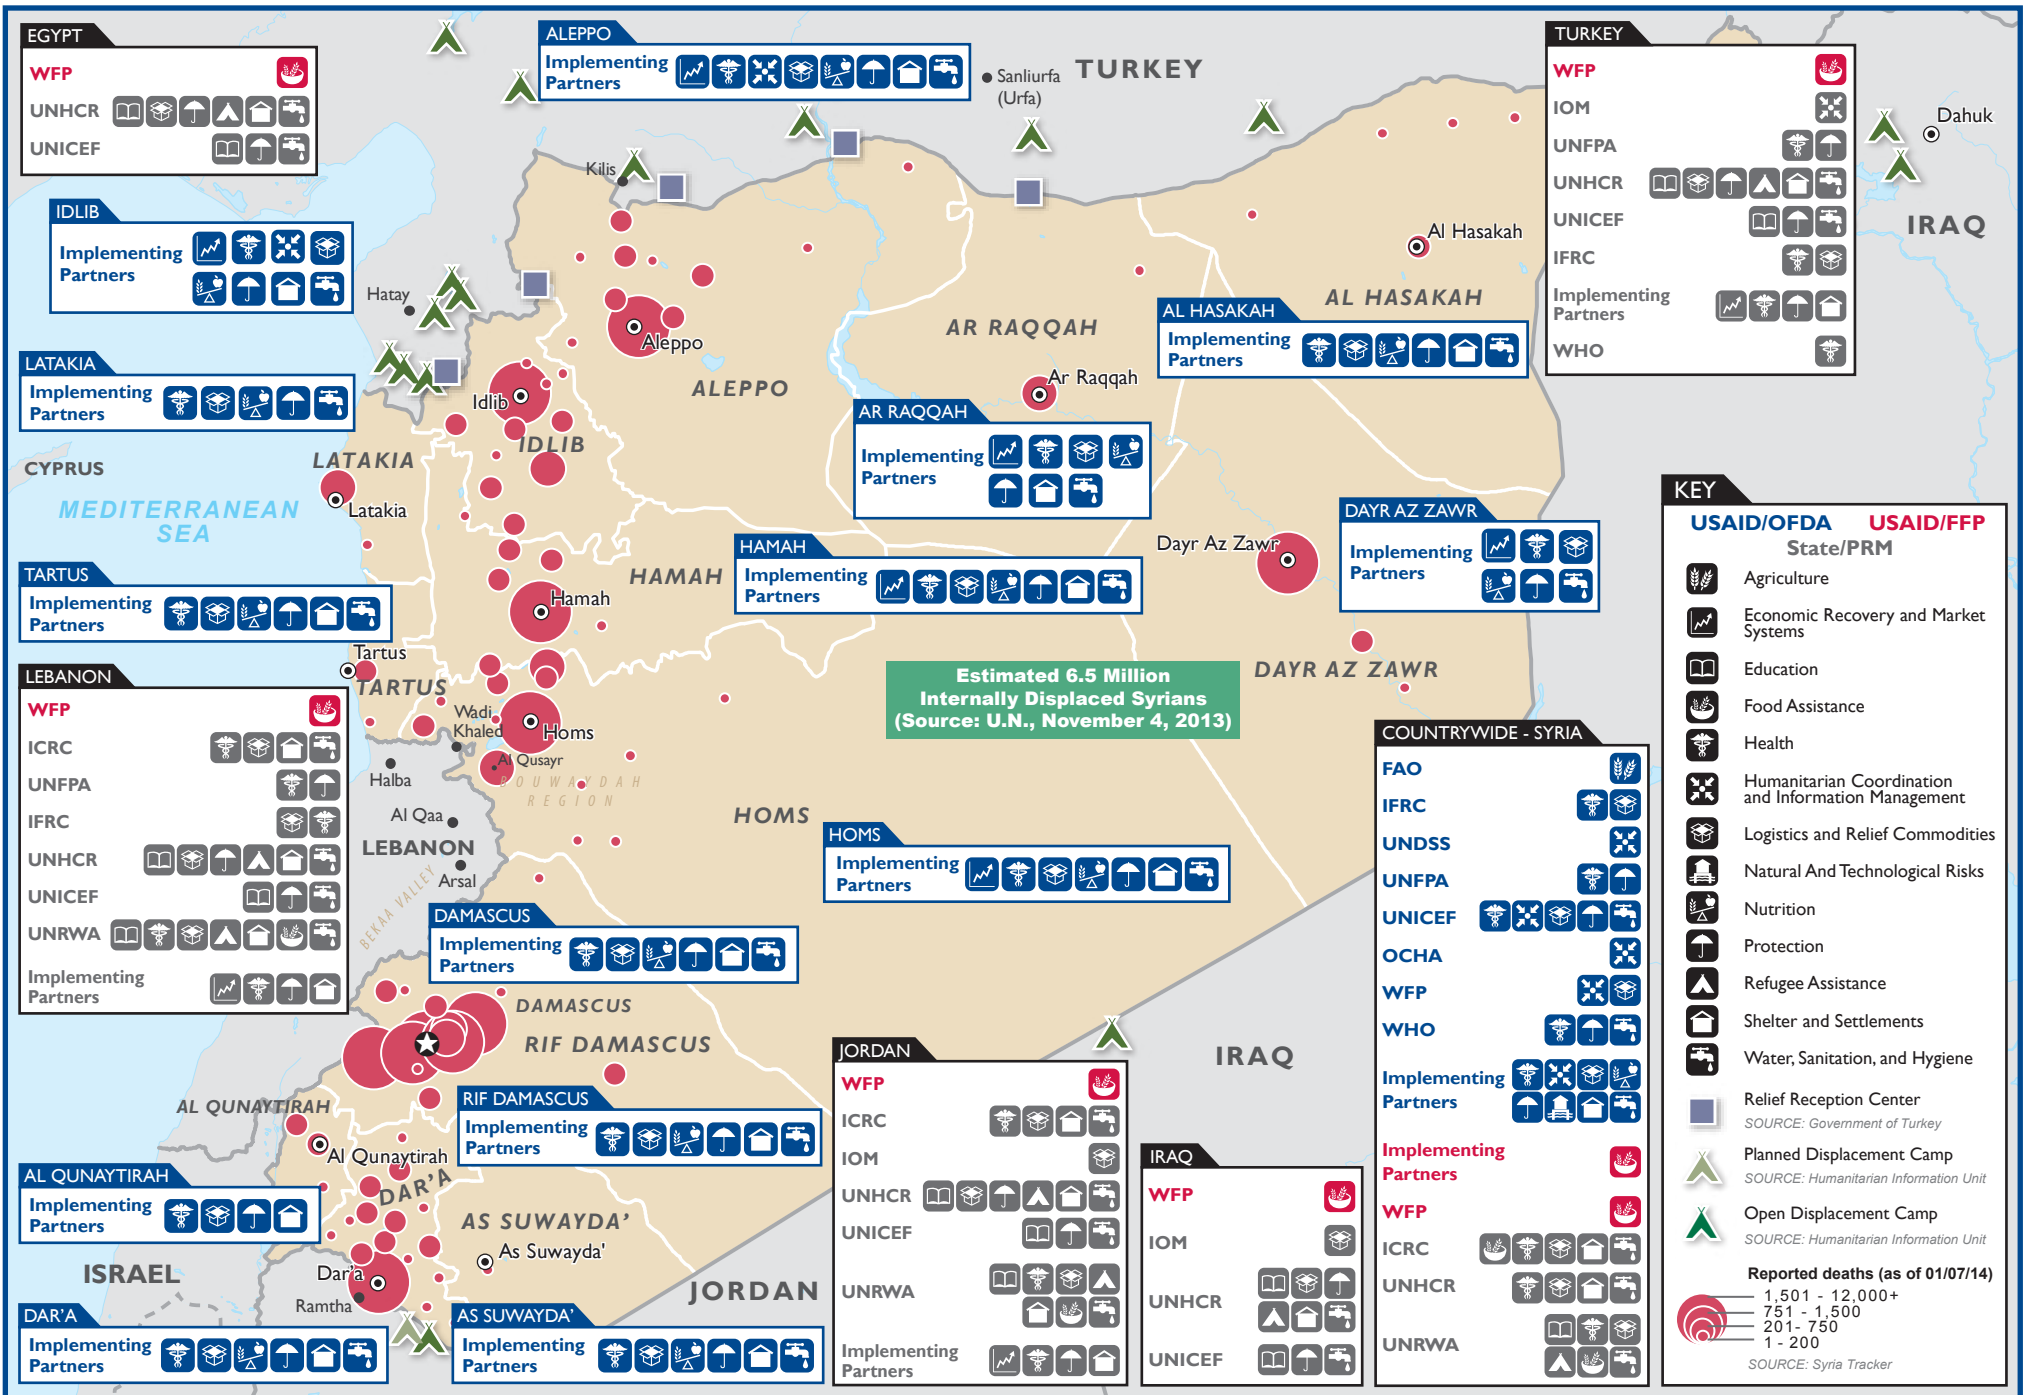 EGYPT
WFP
UNHCR
UNICEF
ALEPPO
Implementing
Partners
Sanliurfa
(Urfa)
TURKEY
TURKEY
WFP
IOM
UNFPA
UNHCR
UNICEF
IFRC
Implementing
Partners
WHO
Dahuk
IRAQ
Kilis
IDLIB
Implementing
Partners
Hatay
Al Hasakah
AL HASAKAH
AR RAQQAH
AL HASAKAH
Implementing
Partners
LATAKIA
Implementing
Partners
Aleppo
ALEPPO
Ar Raqqah
AR RAQQAH
Implementing
Partners
Idlib
IDLIB
LATAKIA
Latakia
CYPRUS
MEDITERRANEAN
SEA
DAYR AZ ZAWR
Implementing
Partners
Dayr Az Zawr
HAMAH
Implementing
Partners
HAMAH
Hamah
TARTUS
Implementing
Partners
Tartus
TARTUS
Estimated 6.5 Million
Internally Displaced Syrians
(Source: U.N., November 4, 2013)
DAYR AZ ZAWR
LEBANON
WFP
ICRC
UNFPA
IFRC
UNHCR
UNICEF
UNRWA
Implementing
Partners
Wadi
Khaled
Homs
Al Qusayr
BOUWAYDAH
REGION
Halba
Al Qaa
LEBANON
Arsal
BEKAA VALLEY
HOMS
HOMS
Implementing
Partners
DAMASCUS
Implementing
Partners
DAMASCUS
RIF DAMASCUS
RIF DAMASCUS
Implementing
Partners
AL QUNAYTIRAH
Al Qunaytirah
AL QUNAYTIRAH
Implementing
Partners
DAR'A
AS SUWAYDA'
As Suwayda'
ISRAEL
Dar'a
Ramtha
JORDAN
DAR'A
Implementing
Partners
AS SUWAYDA'
Implementing
Partners
JORDAN
WFP
ICRC
IOM
UNHCR
UNICEF
UNRWA
Implementing
Partners
IRAQ
IRAQ
WFP
IOM
UNHCR
UNICEF
COUNTRYWIDE - SYRIA
FAO
IFRC
UNDSS
UNFPA
UNICEF
OCHA
WFP
WHO
Implementing
Partners
Implementing
Partners
WFP
ICRC
UNHCR
UNRWA
KEY
USAID/OFDA USAID/FFP
State/PRM
Agriculture
Economic Recovery and Market
Systems
Education
Food Assistance
Health
Humanitarian Coordination
and Information Management
Logistics and Relief Commodities
Natural And Technological Risks
Nutrition
Protection
Refugee Assistance
Shelter and Settlements
Water, Sanitation, and Hygiene
Relief Reception Center
SOURCE: Government of Turkey
Planned Displacement Camp
SOURCE: Humanitarian Information Unit
Open Displacement Camp
SOURCE: Humanitarian Information Unit
Reported deaths (as of 01/07/14)
1,501 - 12,000+
751 - 1,500
201- 750
1 - 200
SOURCE: Syria Tracker